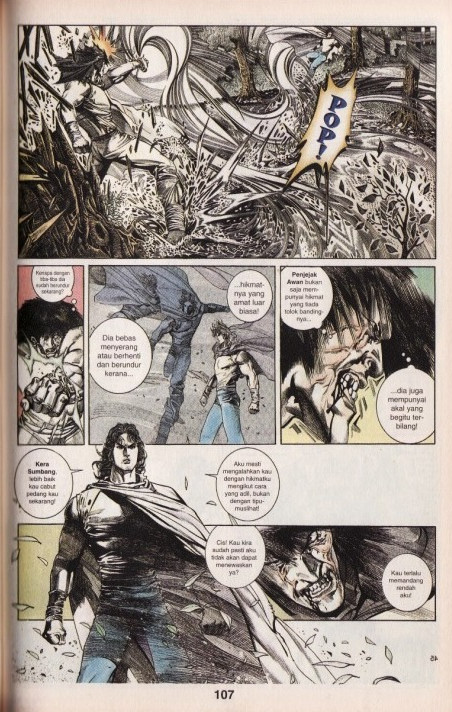 POP!
Kenapa dengan
tiba-tiba dia
sudah berundur
sekarang?
Dia bebas
menyerang
atau berhenti
dan berundur
kerana...
...hikmat-
nya yang
amat luar
biasa!
Penjejak
Awan bukan
saja mem-
punyai hikmat
yang tiada
tolok banding-
nya...
...dia juga
mempunyai
akal yang
begitu ter-
bilang!
Kera
Sumbang,
lebih baik
kau cabut
pedang kau
sekarang!
Aku mesti
mengalahkan kau
dengan hikmatku
mengikut cara
yang adil, bukan
dengan tipu-
muslihat!
Cis! Kau kira
sudah pasti aku
tidak akan dapat
menewaskan
ya?
Kau terlalu
memandang
rendah
aku!
45
107